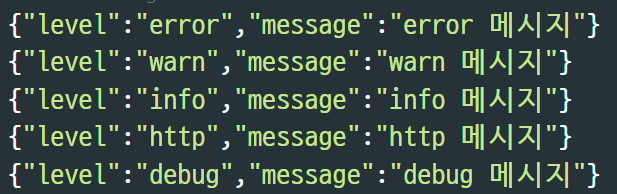 {"level":"error","message":"error 메시지"}
{"level":"warn","message":"warn 메시지"}
{"level":"info","message":"info 메시지"}
{"level":"http","message":"http 메시지"}
{"level":"debug","message":"debug 메시지"}